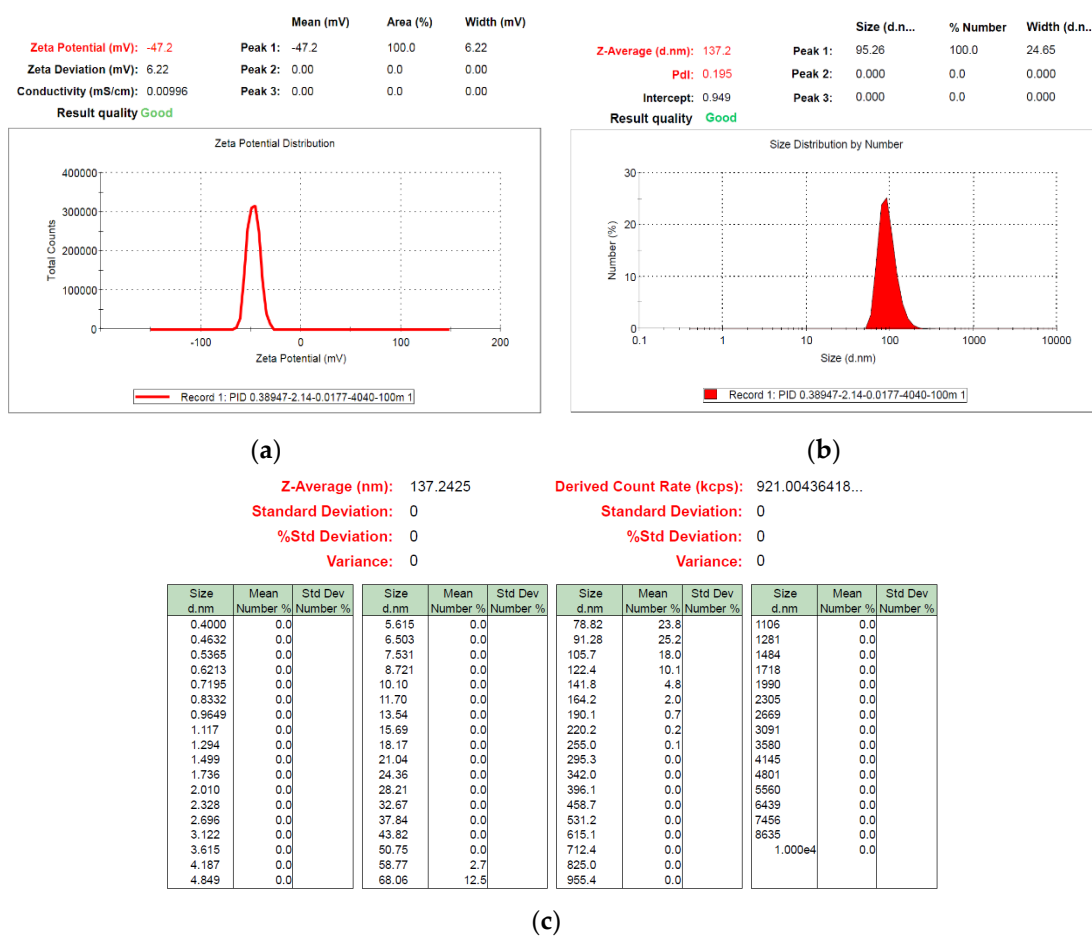 Mean (mV) Area (%) Width (mV)
Zeta Potential (mV): -47.2 Peak 1: -47.2 100.0 6.22
Zeta Deviation (mV): 6.22 Peak 2: 0.00 0.0 0.00
Conductivity (mS/cm): 0.00996 Peak 3: 0.00 0.0 0.00
Result quality Good
Zeta Potential Distribution
400000
300000
200000
100000
0
Total Counts
-100 0 100 200
Zeta Potential (mV)
Record 1: PID 0.38947-2.14-0.0177-4040-100m 1
(a)
Size (d.n... % Number Width (d.n...
Z-Average (d.nm): 137.2 Peak 1: 95.26 100.0 24.65
PdI: 0.195 Peak 2: 0.000 0.0 0.000
Intercept: 0.949 Peak 3: 0.000 0.0 0.000
Result quality Good
Size Distribution by Number
30
20
10
0
Number (%)
0.1 1 10 100 1000 10000
Size (d.nm)
Record 1: PID 0.38947-2.14-0.0177-4040-100m 1
(b)
Z-Average (nm): 137.2425 Derived Count Rate (kcps): 921.00436418...
Standard Deviation: 0 Standard Deviation: 0
%Std Deviation: 0 %Std Deviation: 0
Variance: 0 Variance: 0
Size Mean Std Dev Size Mean Std Dev Size Mean Std Dev Size Mean Std Dev
d.nm Number % Number % d.nm Number % Number % d.nm Number % Number % d.nm Number % Number %
0.4000 0.0 5.615 0.0 78.82 23.8 1106 0.0
0.4632 0.0 6.503 0.0 91.28 25.2 1281 0.0
0.5365 0.0 7.531 0.0 105.7 18.0 1484 0.0
0.6213 0.0 8.721 0.0 122.4 10.1 1718 0.0
0.7195 0.0 10.10 0.0 141.8 4.8 1990 0.0
0.8332 0.0 11.70 0.0 164.2 2.0 2305 0.0
0.9649 0.0 13.54 0.0 190.1 0.7 2669 0.0
1.117 0.0 15.69 0.0 220.2 0.2 3091 0.0
1.294 0.0 18.17 0.0 255.0 0.1 3580 0.0
1.499 0.0 21.04 0.0 295.3 0.0 4145 0.0
1.736 0.0 24.36 0.0 342.0 0.0 4801 0.0
2.010 0.0 28.21 0.0 396.1 0.0 5560 0.0
2.328 0.0 32.67 0.0 458.7 0.0 6439 0.0
2.696 0.0 37.84 0.0 531.2 0.0 7456 0.0
3.122 0.0 43.82 0.0 615.1 0.0 8635 0.0
3.615 0.0 50.75 0.0 712.4 0.0 1.000e4 0.0
4.187 0.0 58.77 2.7 825.0 0.0
4.849 0.0 68.06 12.5 955.4 0.0
(c)